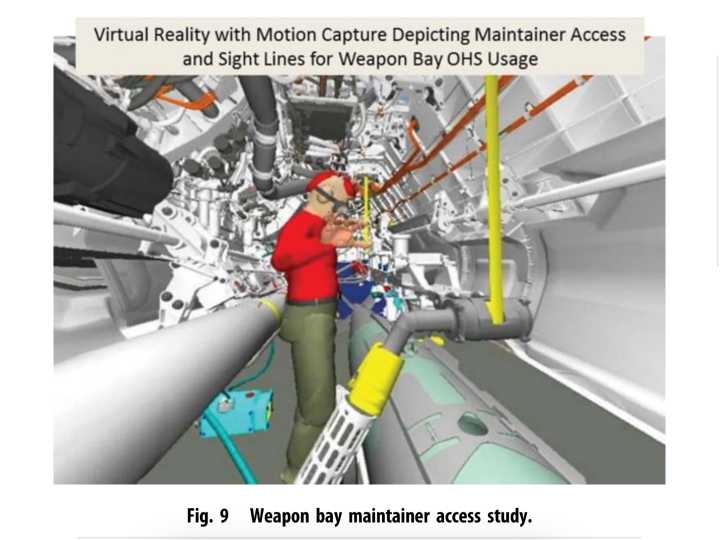 Virtual Reality with Motion Capture Depicting Maintainer Access
and Sight Lines for Weapon Bay OHS Usage
Fig. 9 Weapon bay maintainer access study.